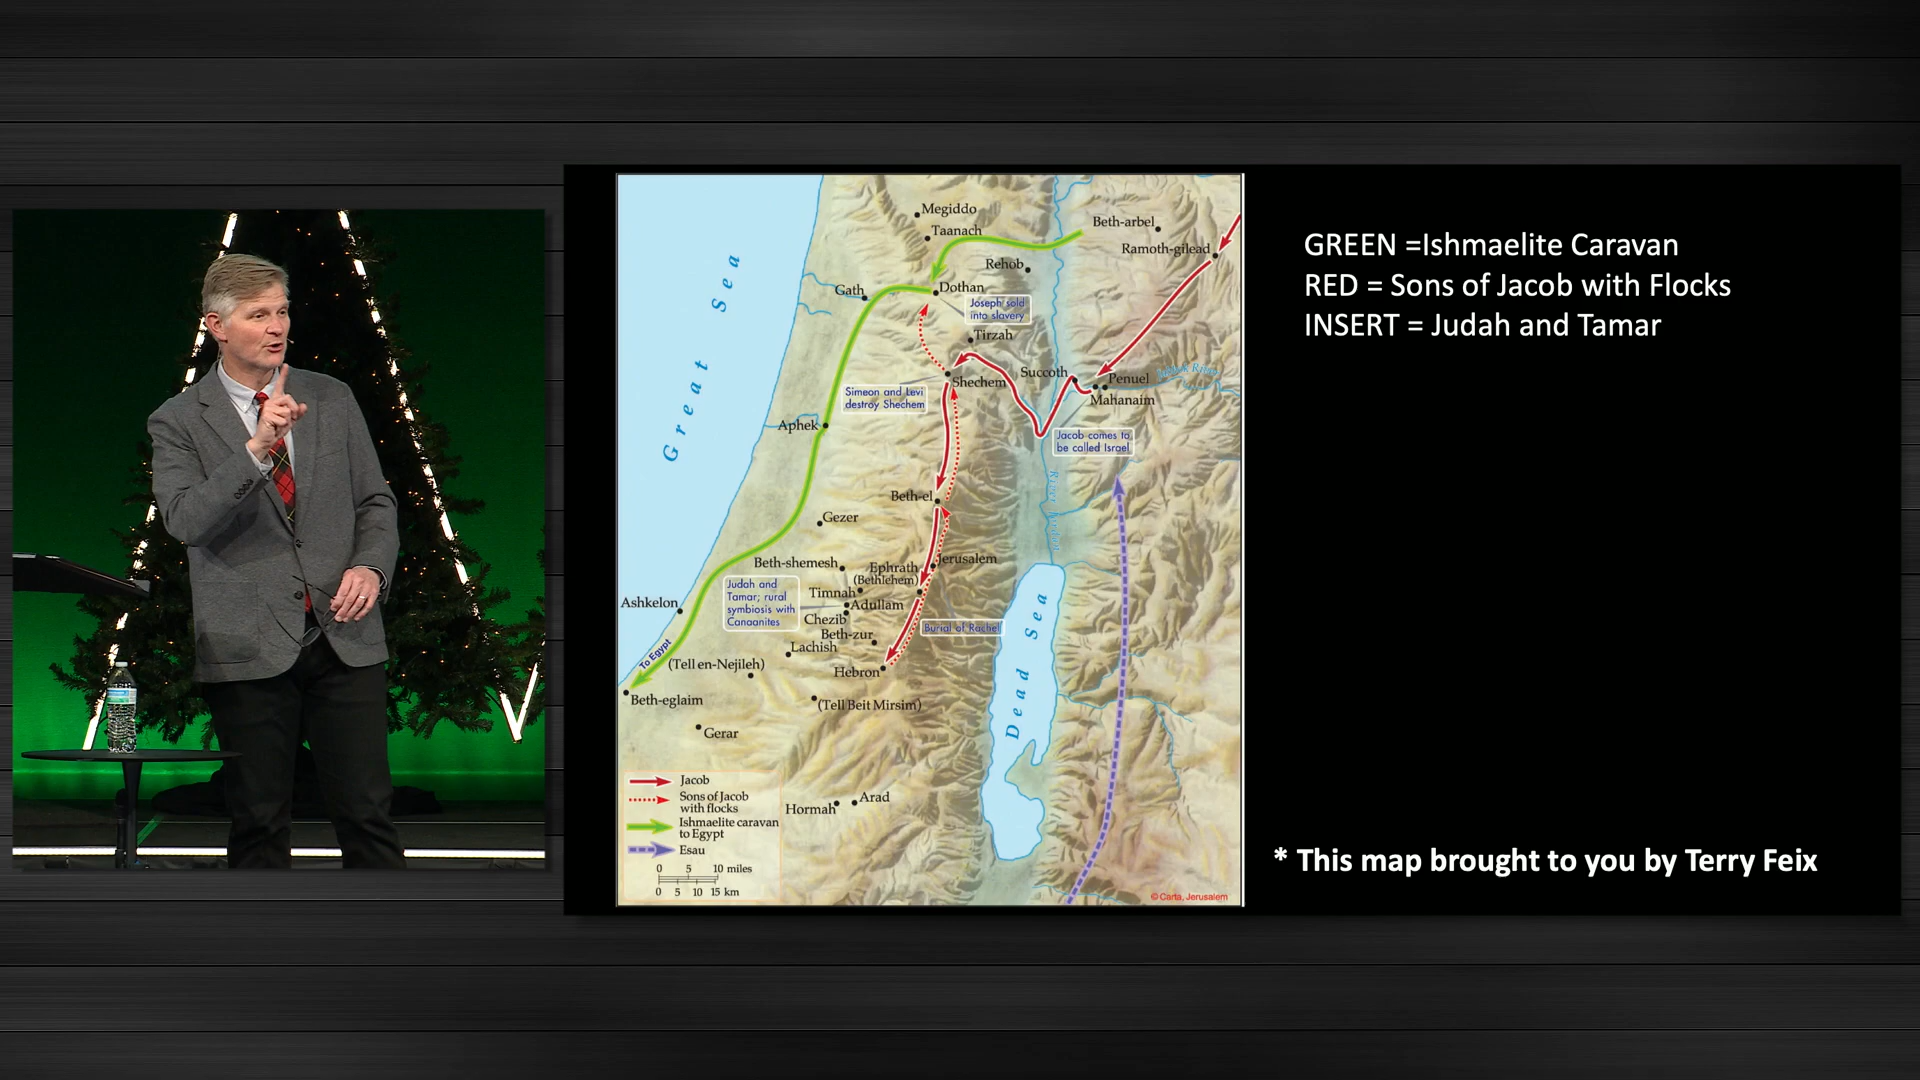 GREEN =Ishmaelite Caravan
RED = Sons of Jacob with Flocks
INSERT = Judah and Tamar
Megiddo
Taanach
Beth-arbel
Ramoth-gilead
Rehob
Gath
Dothan
Joseph sold
into slavery
Tirzah
Succoth
Penuel
Jabbok River
Shechem
Mahanaim
Simeon and Levi
destroy Shechem
Great Sea
Aphek
Jacob comes to
be called Israel
River Jordan
Beth-el
Gezer
Beth-shemesh
Jerusalem
Ephrath
(Bethlehem)
Judah and
Tamar; rural
symbiosis with
Canaanites
Timnah
Adullam
Ashkelon
Chezib
Beth-zur
Burial of Rachel
Dead Sea
Lachish
To Egypt
(Tell en-Nejileh)
Hebron
Beth-eglaim
(Tell Beit Mirsim)
Gerar
Arad
Hormah
Jacob
Sons of Jacob
with flocks
Ishmaelite caravan
to Egypt
Esau
0 5 10 miles
0 5 10 15 km
© Carta, Jerusalem
* This map brought to you by Terry Feix